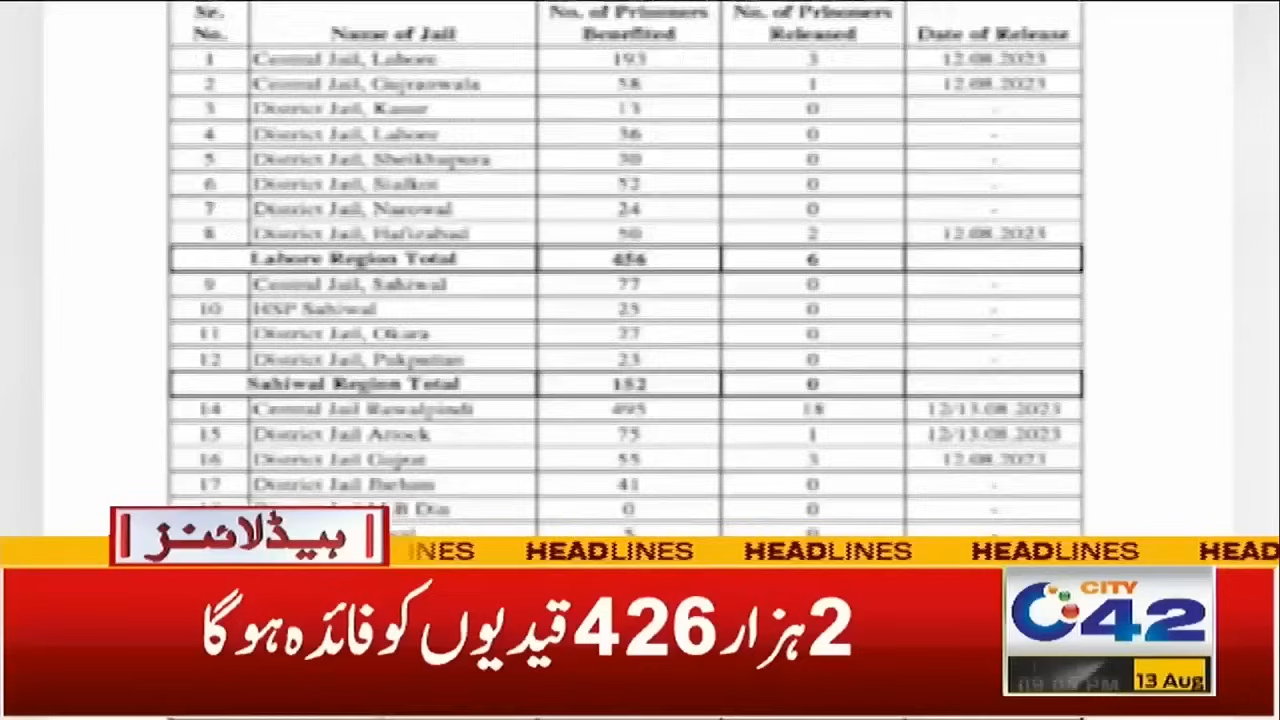 Sr. No. Name of Jail No. of Prisoners Benefited No. of Prisoners Released Date of Release
1 Central Jail, Lahore 193 3 12.08.2023
2 Central Jail, Gujranwala 58 1 12.08.2023
3 District Jail, Kasur 13 0 -
4 District Jail, Lahore 36 0 -
5 District Jail, Sheikhupura 30 0 -
6 District Jail, Sialkot 52 0 -
7 District Jail, Narowal 24 0 -
8 District Jail, Hafizabad 50 2 12.08.2023
Lahore Region Total 456 6
9 Central Jail, Sahiwal 77 0 -
10 HSP Sahiwal 25 0 -
11 District Jail, Okara 27 0 -
12 District Jail, Pakpattan 23 0 -
Sahiwal Region Total 152 0
14 Central Jail Rawalpindi 495 18 12/13.08.2023
15 District Jail Attock 75 1 12/13.08.2023
16 District Jail Gujrat 55 3 12.08.2023
17 District Jail Jhelum 41 0 -
B Din 0 0 -
5 0
ہیڈلائنز
INES HEADLINES HEADLINES HEADLINES HEAD
2 ہزار 426 قیدیوں کو فائدہ ہو گا
CITY
42
13 Aug